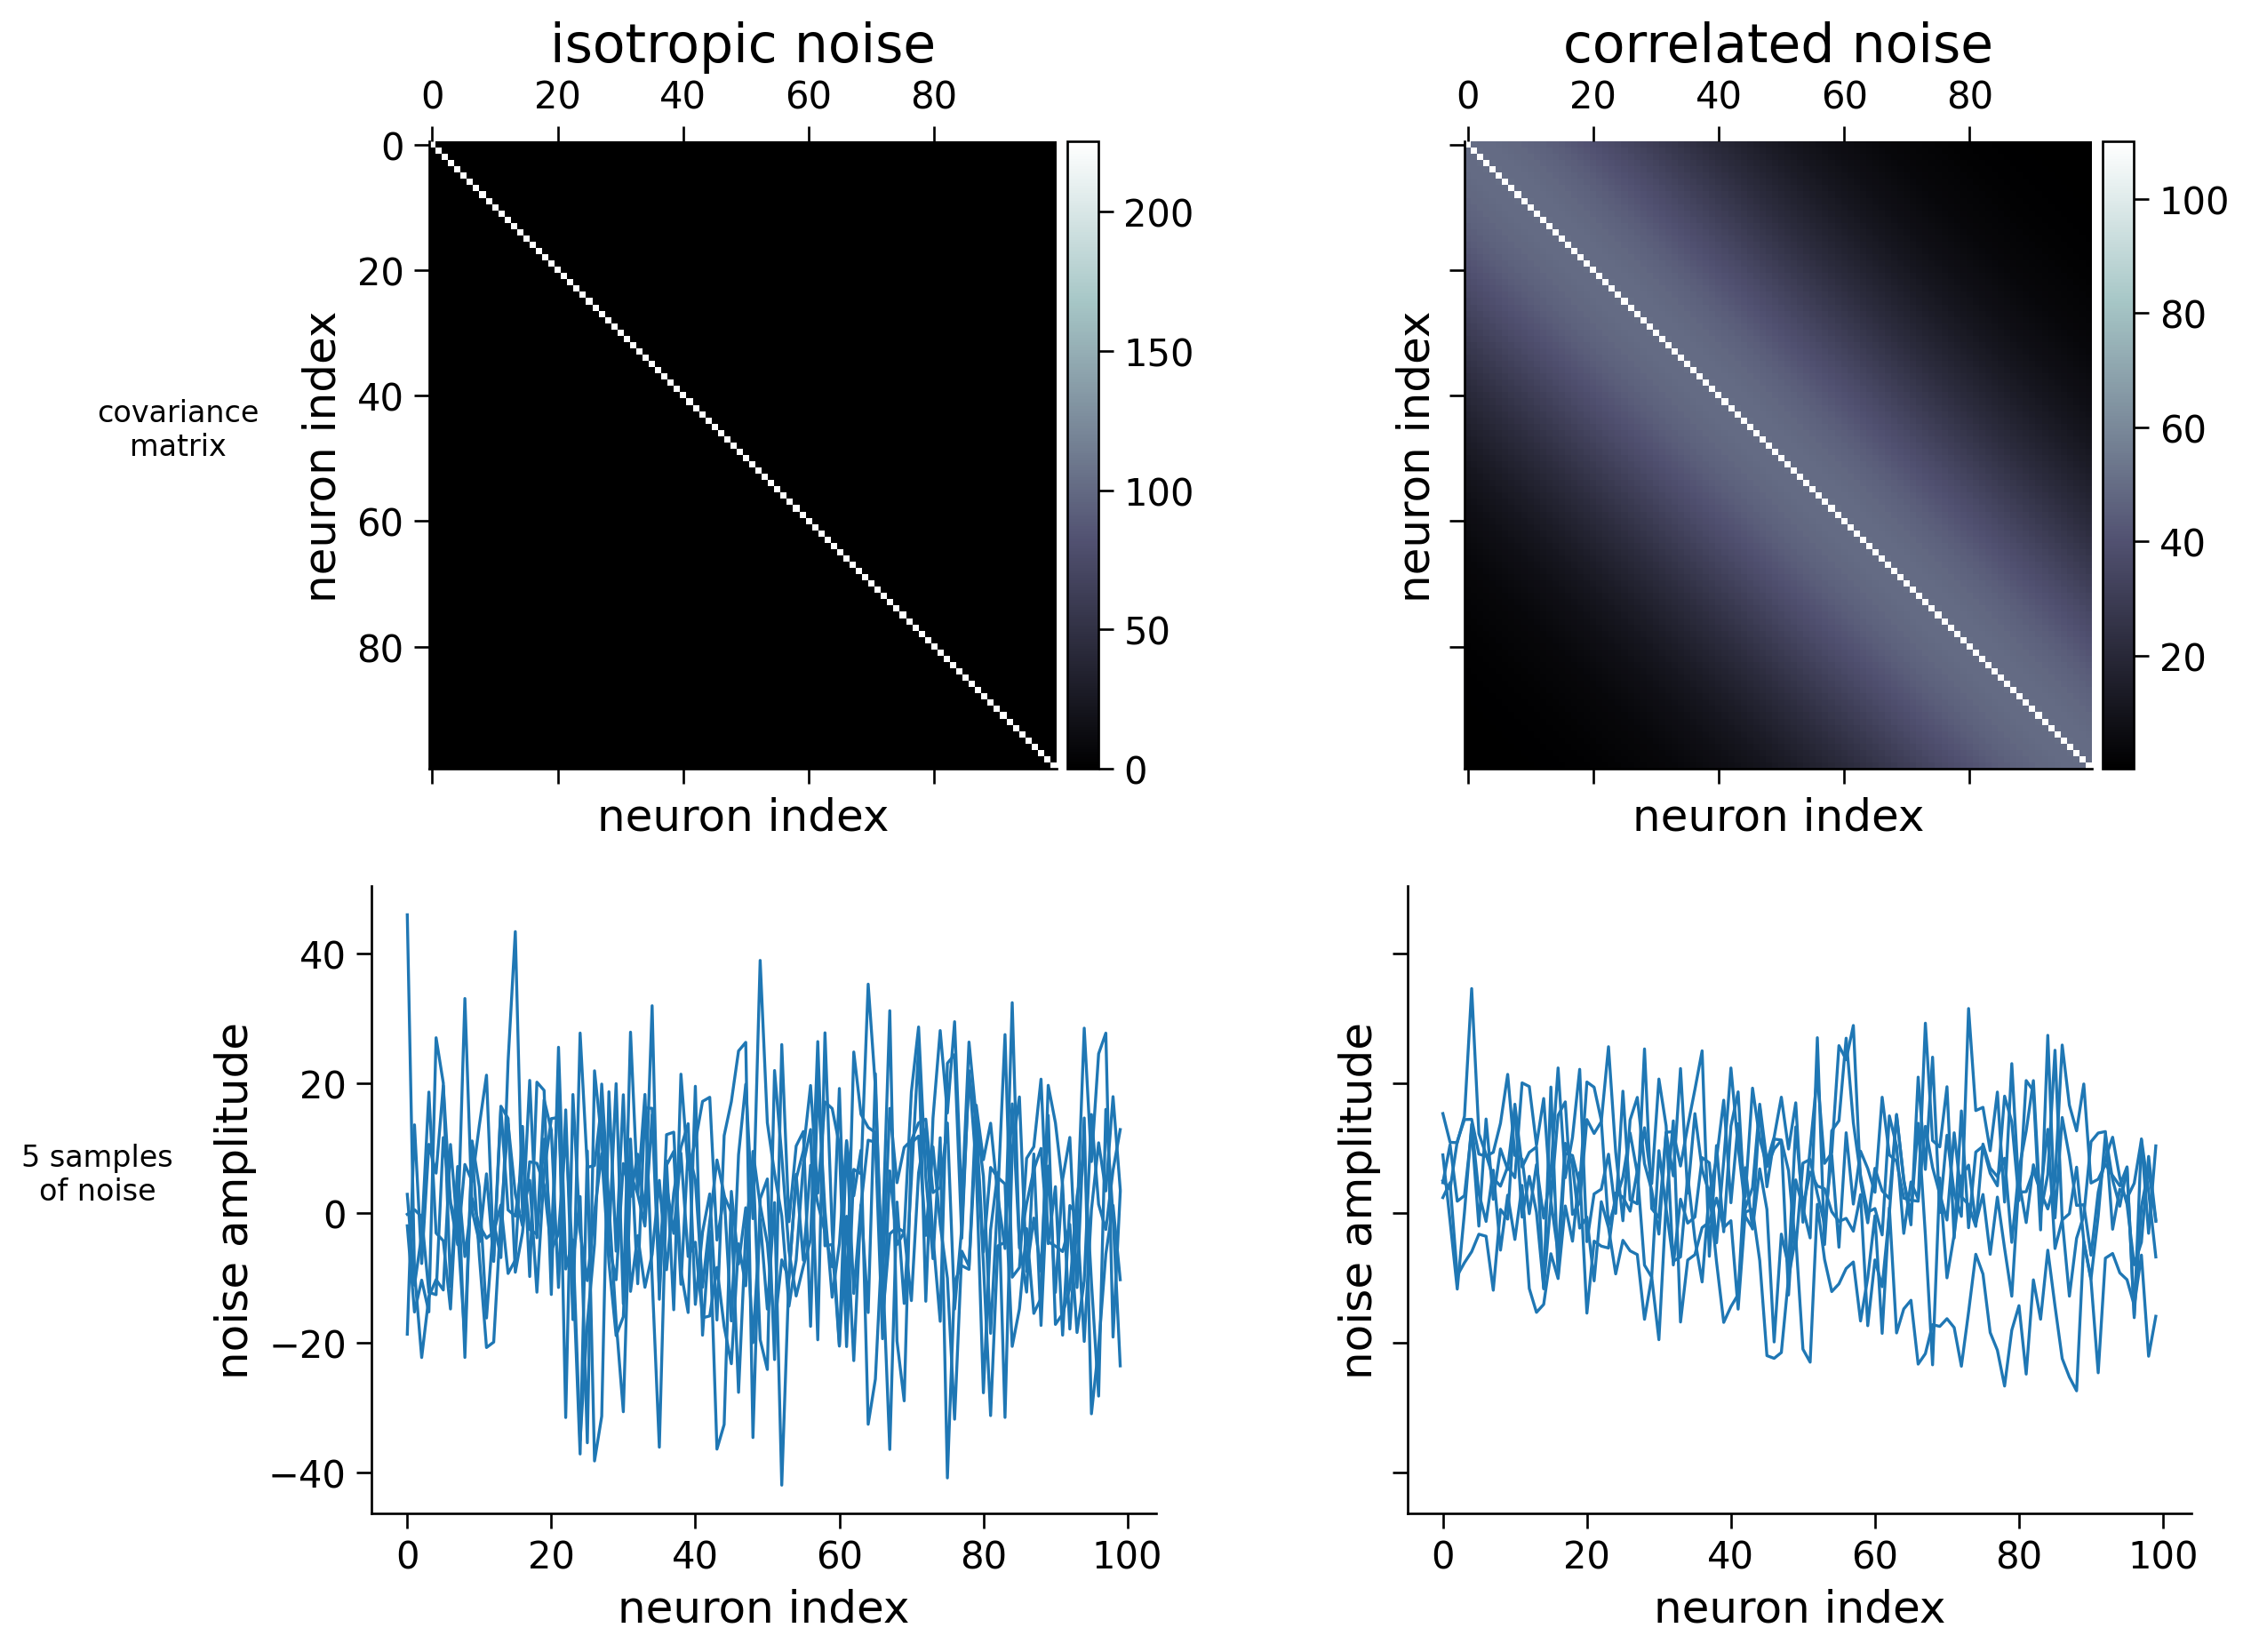 isotropic noise
correlated noise
0 20 40 60 80
0 20 40 60 80
0
20
40
60
80
neuron index
covariance
matrix
200
150
100
50
0
neuron index
neuron index
100
80
60
40
20
neuron index
5 samples
of noise
noise amplitude
40
20
0
−20
−40
0 20 40 60 80 100
neuron index
noise amplitude
0 20 40 60 80 100
neuron index